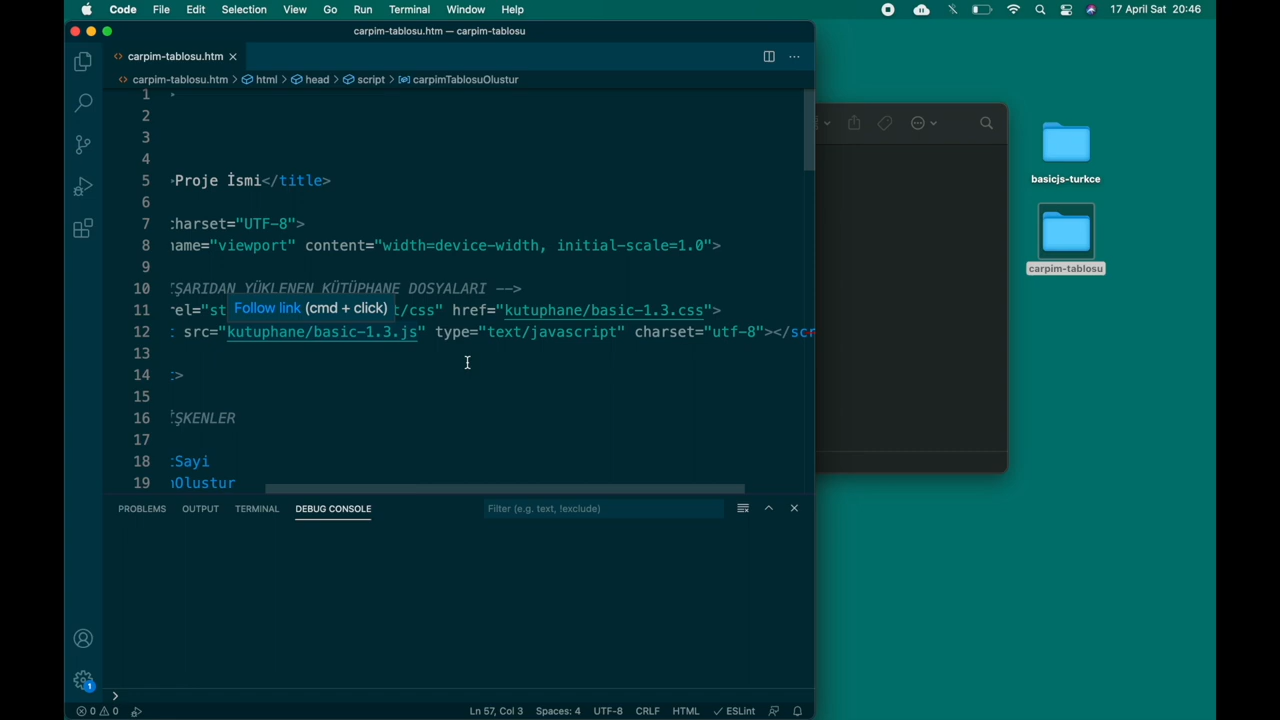 Code File Edit Selection View Go Run Terminal Window Help 17 April Sat 20:46
carpim-tablosu.htm — carpim-tablosu
carpim-tablosu.htm
carpim-tablosu.htm > html > head > script > carpimTablosuOlustur
1 >
2
3
4
5 >Proje İsmi</title>
6
7 charset="UTF-8">
8 name="viewport" content="width=device-width, initial-scale=1.0">
9
10 ŞARIDAN YÜKLENEN KÜTÜPHANE DOSYALARI -->
Follow link (cmd + click)
11 rel="st t/css" href="kutuphane/basic-1.3.css">
12 t src="kutuphane/basic-1.3.js" type="text/javascript" charset="utf-8"></scr
13
14 t>
15
16 İŞKENLER
17
18 tSayi
19 nOlustur
PROBLEMS OUTPUT TERMINAL DEBUG CONSOLE Filter (e.g. text, !exclude)
>
1
0 0 Ln 57, Col 3 Spaces: 4 UTF-8 CRLF HTML ESLint
basicjs-turkce
carpim-tablosu